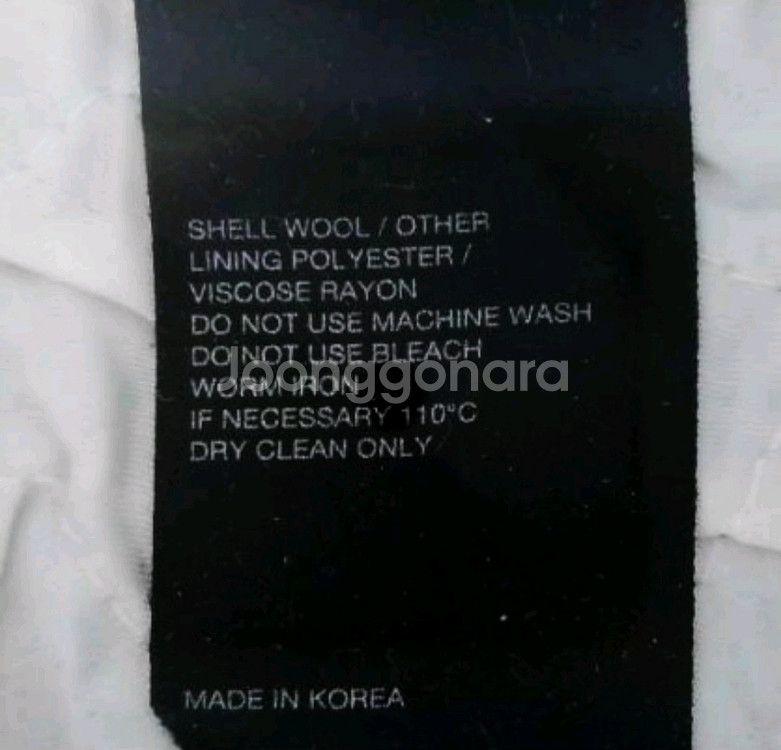 SHELL WOOL / OTHER
LINING POLYESTER /
VISCOSE RAYON
DO NOT USE MACHINE WASH
DO NOT USE BLEACH
Joonggonara
WORM IRON
IF NECESSARY 110°C
DRY CLEAN ONLY
MADE IN KOREA